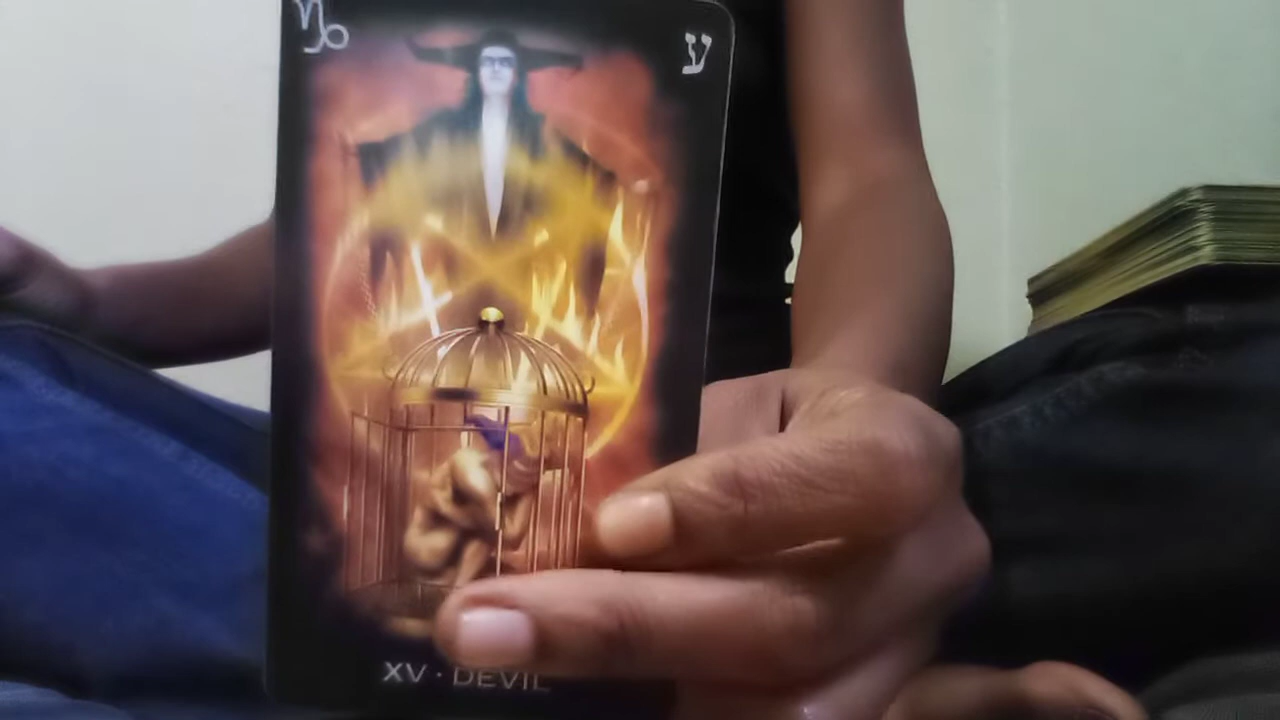 ♑ ע
XV · DEVIL